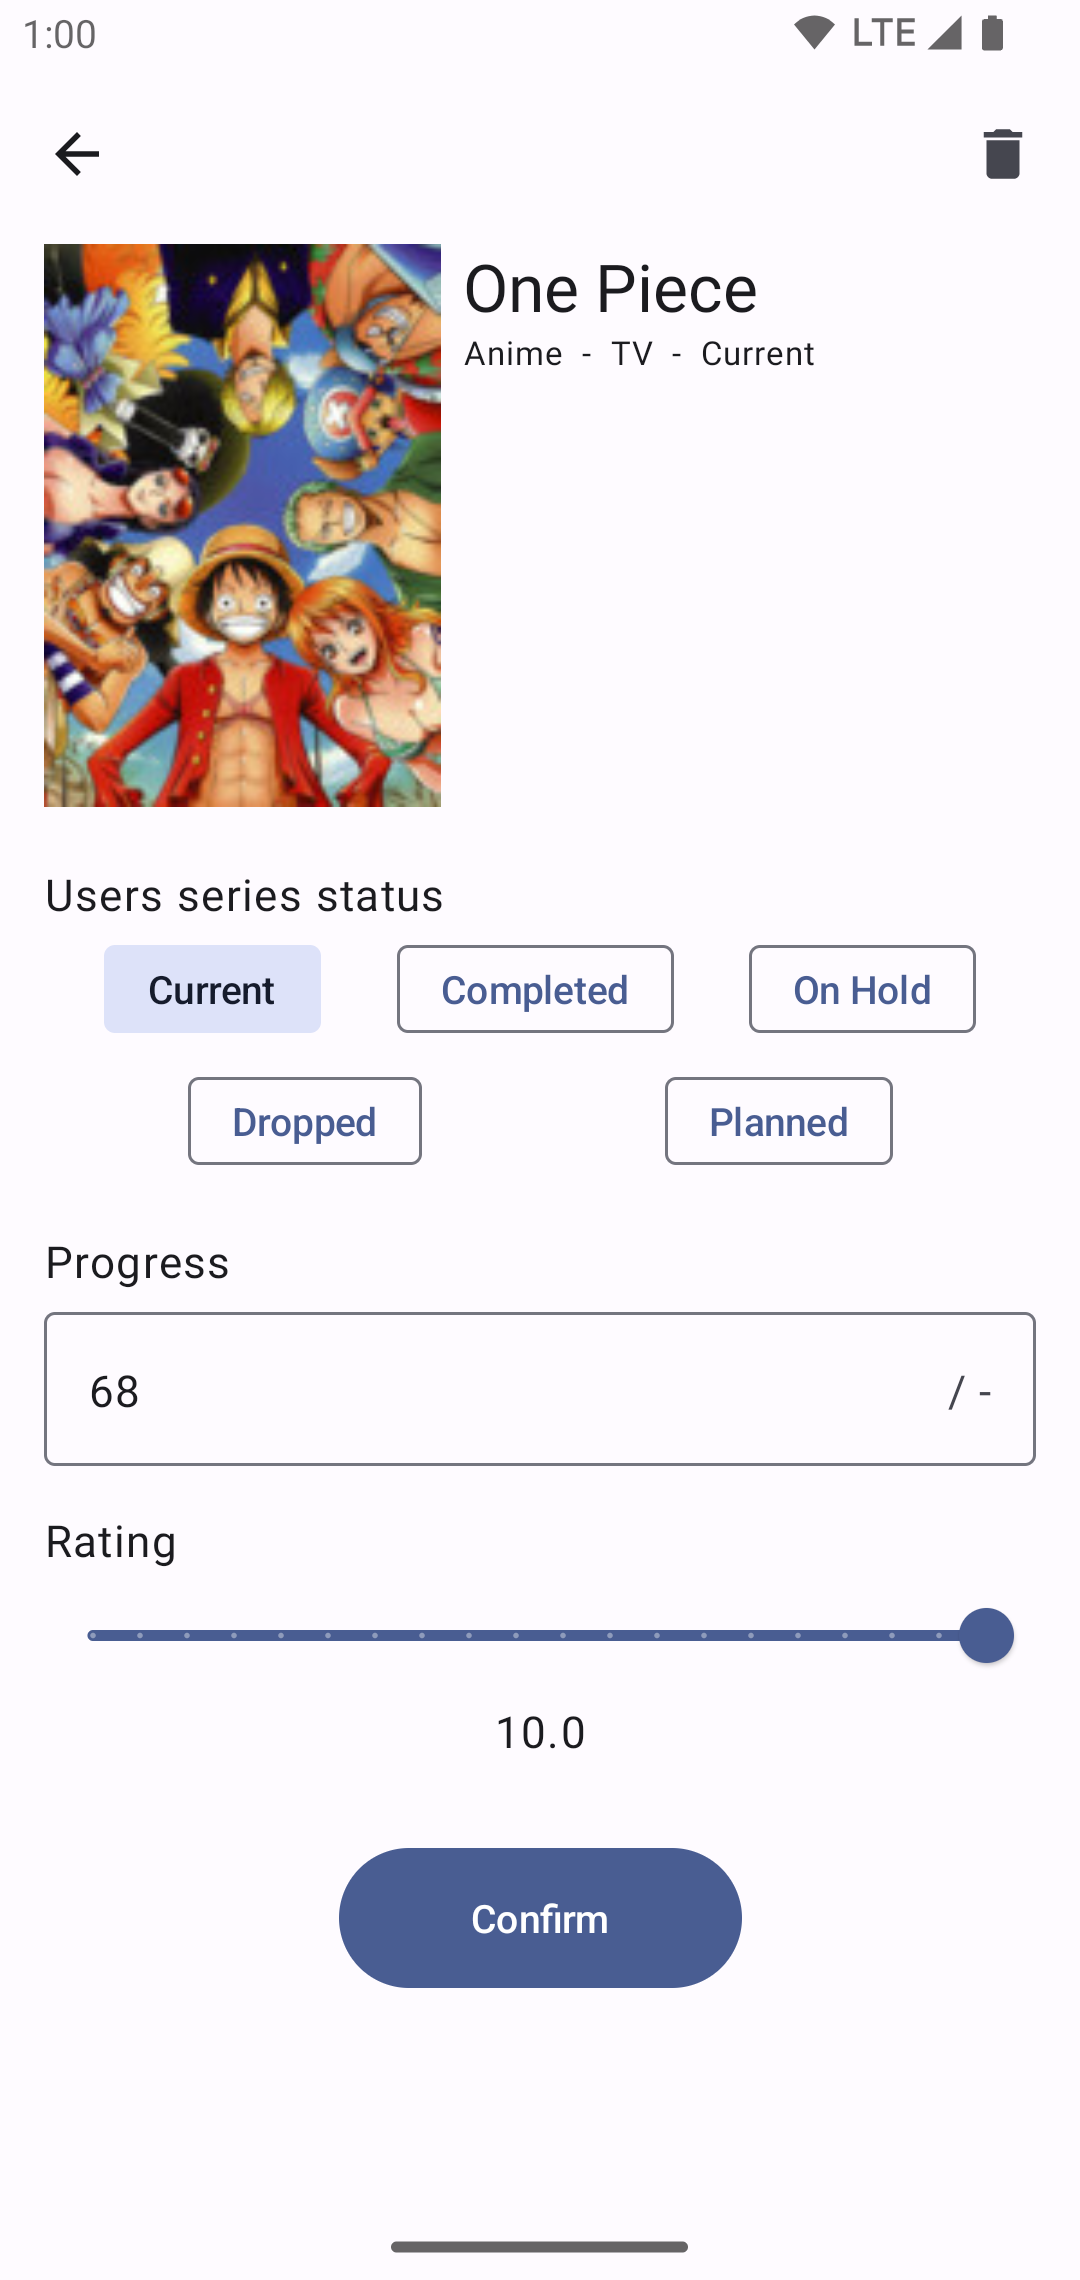 1:00 LTE
One Piece
Anime - TV - Current
Users series status
Current Completed On Hold
Dropped Planned
Progress
68 / -
Rating
10.0
Confirm